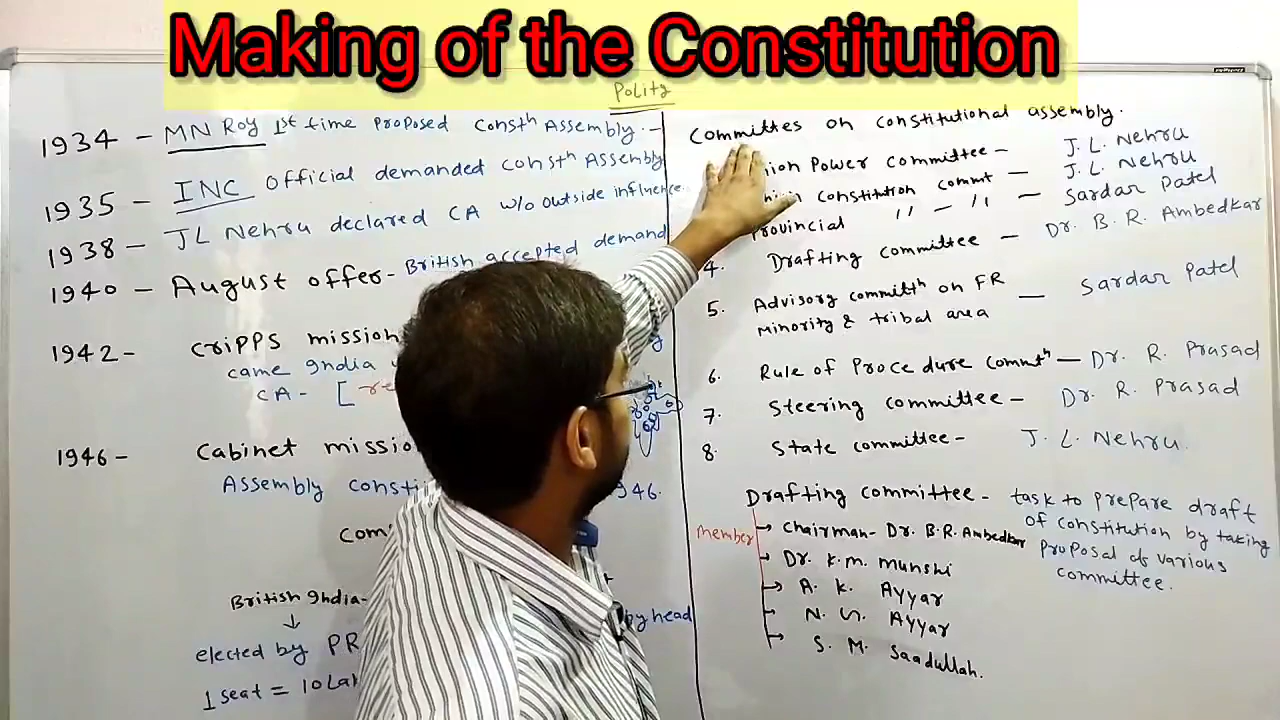 Making of the Constitution
Polity
1934 - MN Roy 1st time proposed Constⁿ Assembly.-
1935 - INC official demanded constⁿ Assembly
1938 - JL Nehru declared CA w/o outside influence
1940 - August offer - British accepted demand
1942 - Cripps mission
came India
CA - [
1946 - Cabinet mission
Assembly 1946.
British India-
↓
by head
elected by PR
1 seat = 10 Lak
Committes on constitutional assembly.
Power committee - J. L. Nehru
constitution commt - J. L. Nehru
Provincial " - " - Sardar Patel
4. Drafting committee - Dr. B. R. Ambedkar
5. Advisory committⁿ on FR
Minority & tribal area - Sardar Patel
6. Rule of Procedure commtⁿ - Dr. R. Prasad
7. Steering committee - Dr. R. Prasad
8. State committee - J. L. Nehru.
Drafting committee - task to prepare draft
of constitution by taking
proposal of various
committee.
member
→ chairman - Dr. B.R. Ambedkar
→ Dr. K.M. Munshi
→ A. K. Ayyar
→ N. G. Ayyar
→ S. M. Saadullah.